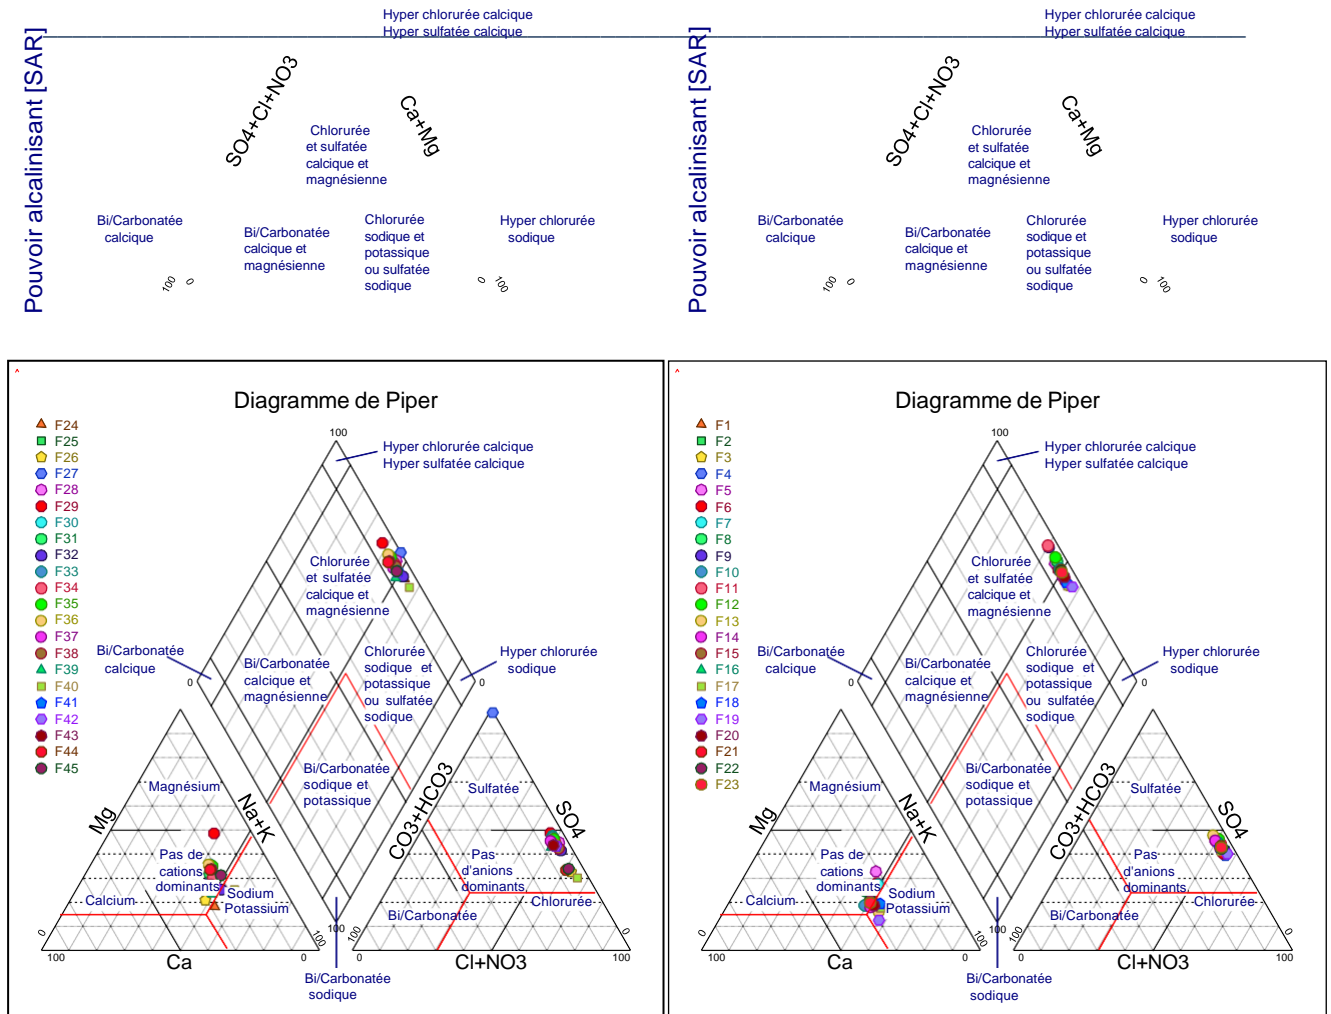 Hyper chlorurée calcique
Hyper sulfatée calcique
Pouvoir alcalinisant [SAR]
SO4+Cl+NO3
Ca+Mg
Chlorurée
et sulfatée
calcique et
magnésienne
Bi/Carbonatée
calcique
Bi/Carbonatée
calcique et
magnésienne
Chlorurée
sodique et
potassique
ou sulfatée
sodique
Hyper chlorurée
sodique
100
0
0
100
Hyper chlorurée calcique
Hyper sulfatée calcique
Pouvoir alcalinisant [SAR]
SO4+Cl+NO3
Ca+Mg
Chlorurée
et sulfatée
calcique et
magnésienne
Bi/Carbonatée
calcique
Bi/Carbonatée
calcique et
magnésienne
Chlorurée
sodique et
potassique
ou sulfatée
sodique
Hyper chlorurée
sodique
100
0
0
100
Diagramme de Piper
F24
F25
F26
F27
F28
F29
F30
F31
F32
F33
F34
F35
F36
F37
F38
F39
F40
F41
F42
F43
F44
F45
100
Hyper chlorurée calcique
Hyper sulfatée calcique
Chlorurée
et sulfatée
calcique et
magnésienne
Bi/Carbonatée
calcique
0
Bi/Carbonatée
calcique et
magnésienne
Chlorurée
sodique et
potassique
ou sulfatée
sodique
Hyper chlorurée
sodique
0
Bi/Carbonatée
sodique et
potassique
Magnésium
Mg
Na+K
Pas de
cations
dominants
Calcium
Sodium
Potassium
CO3+HCO3
SO4
Sulfatée
Pas
d'anions
dominants
Chlorurée
Bi/Carbonatée
0
100
100
100
0
100
Ca
0
Cl+NO3
100
Bi/Carbonatée
sodique
Diagramme de Piper
F1
F2
F3
F4
F5
F6
F7
F8
F9
F10
F11
F12
F13
F14
F15
F16
F17
F18
F19
F20
F21
F22
F23
100
Hyper chlorurée calcique
Hyper sulfatée calcique
Chlorurée
et sulfatée
calcique et
magnésienne
Bi/Carbonatée
calcique
0
Bi/Carbonatée
calcique et
magnésienne
Chlorurée
sodique et
potassique
ou sulfatée
sodique
Hyper chlorurée
sodique
0
Bi/Carbonatée
sodique et
potassique
Magnésium
Mg
Na+K
Pas de
cations
dominants
Calcium
Sodium
Potassium
CO3+HCO3
SO4
Sulfatée
Pas
d'anions
dominants
Chlorurée
Bi/Carbonatée
0
100
100
100
0
100
Ca
0
Cl+NO3
100
Bi/Carbonatée
sodique